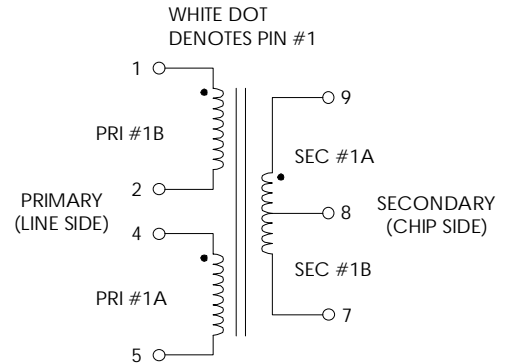 WHITE DOT
DENOTES PIN #1
1
9
PRI #1B
SEC #1A
2
PRIMARY
(LINE SIDE)
8
SECONDARY
(CHIP SIDE)
4
SEC #1B
PRI #1A
7
5